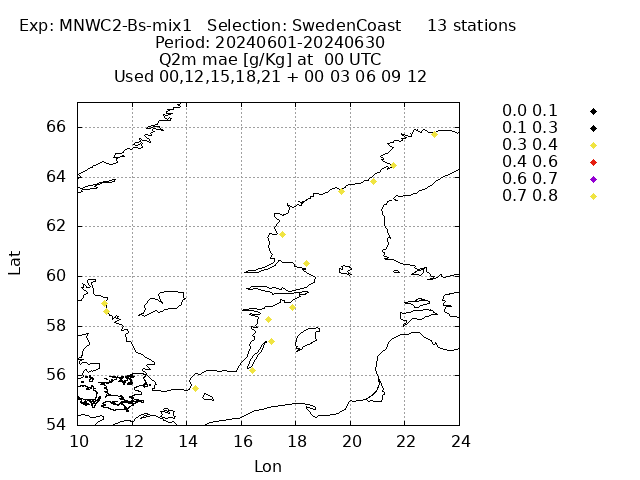 Exp: MNWC2-Bs-mix1   Selection: SwedenCoast     13 stations
Period: 20240601-20240630
Q2m mae [g/Kg] at  00 UTC
Used 00,12,15,18,21 + 00 03 06 09 12
0.0 0.1
0.1 0.3
0.3 0.4
0.4 0.6
0.6 0.7
0.7 0.8
66
64
62
60
58
56
54
Lat
10 12 14 16 18 20 22 24
Lon